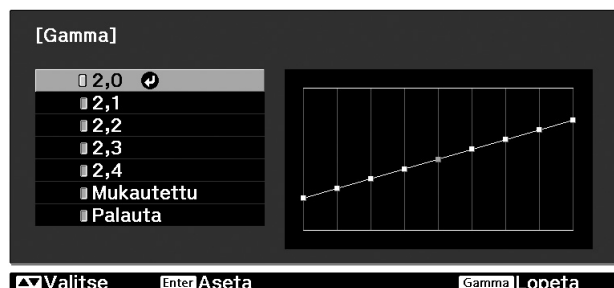 [Gamma]
2,0
2,1
2,2
2,3
2,4
Mukautettu
Palauta
Valitse Enter Aseta Gamma Lopeta